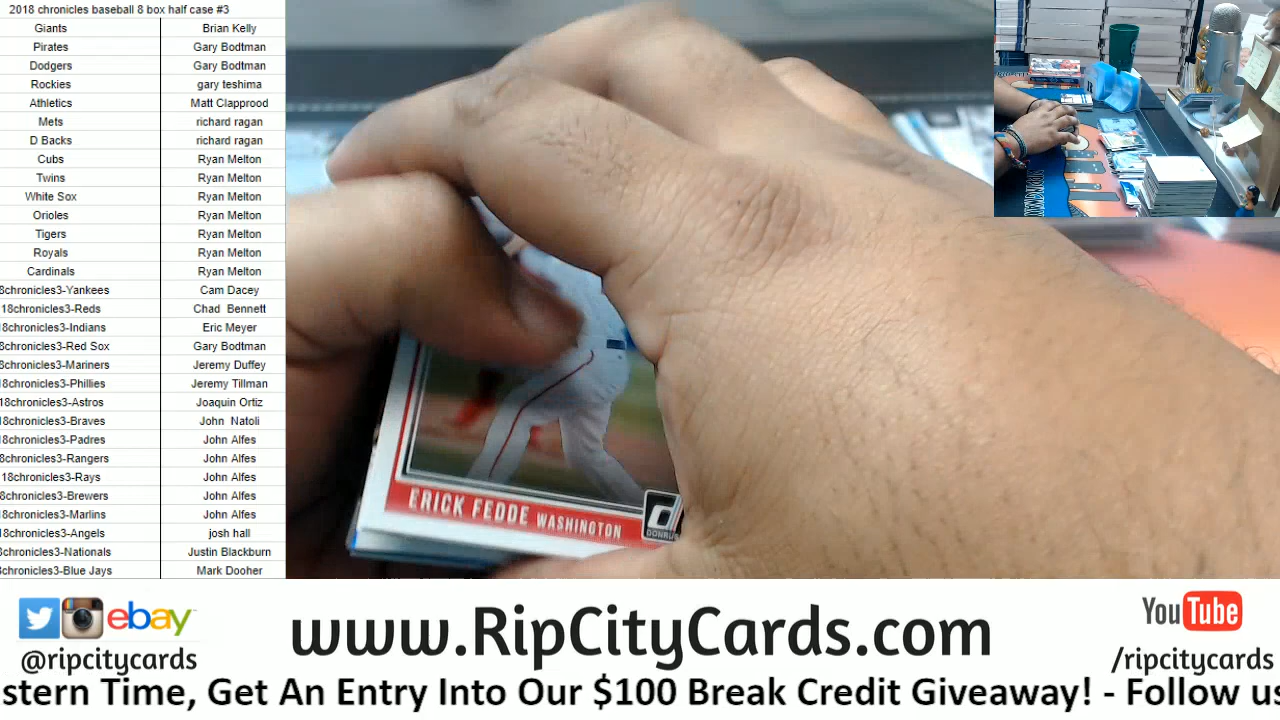 2018 chronicles baseball 8 box half case #3
Giants Brian Kelly
Pirates Gary Bodtman
Dodgers Gary Bodtman
Rockies gary teshima
Athletics Matt Clapprood
Mets richard ragan
D Backs richard ragan
Cubs Ryan Melton
Twins Ryan Melton
White Sox Ryan Melton
Orioles Ryan Melton
Tigers Ryan Melton
Royals Ryan Melton
Cardinals Ryan Melton
8chronicles3-Yankees Cam Dacey
18chronicles3-Reds Chad Bennett
8chronicles3-Indians Eric Meyer
8chronicles3-Red Sox Gary Bodtman
8chronicles3-Mariners Jeremy Duffey
8chronicles3-Phillies Jeremy Tillman
18chronicles3-Astros Joaquin Ortiz
18chronicles3-Braves John Natoli
18chronicles3-Padres John Alfes
8chronicles3-Rangers John Alfes
18chronicles3-Rays John Alfes
8chronicles3-Brewers John Alfes
18chronicles3-Marlins John Alfes
18chronicles3-Angels josh hall
8chronicles3-Nationals Justin Blackburn
8chronicles3-Blue Jays Mark Dooher
ERICK FEDDE WASHINGTON
DONRUSS
ebay
@ripcitycards
www.RipCityCards.com
YouTube
/ripcitycards
stern Time, Get An Entry Into Our $100 Break Credit Giveaway! - Follow us